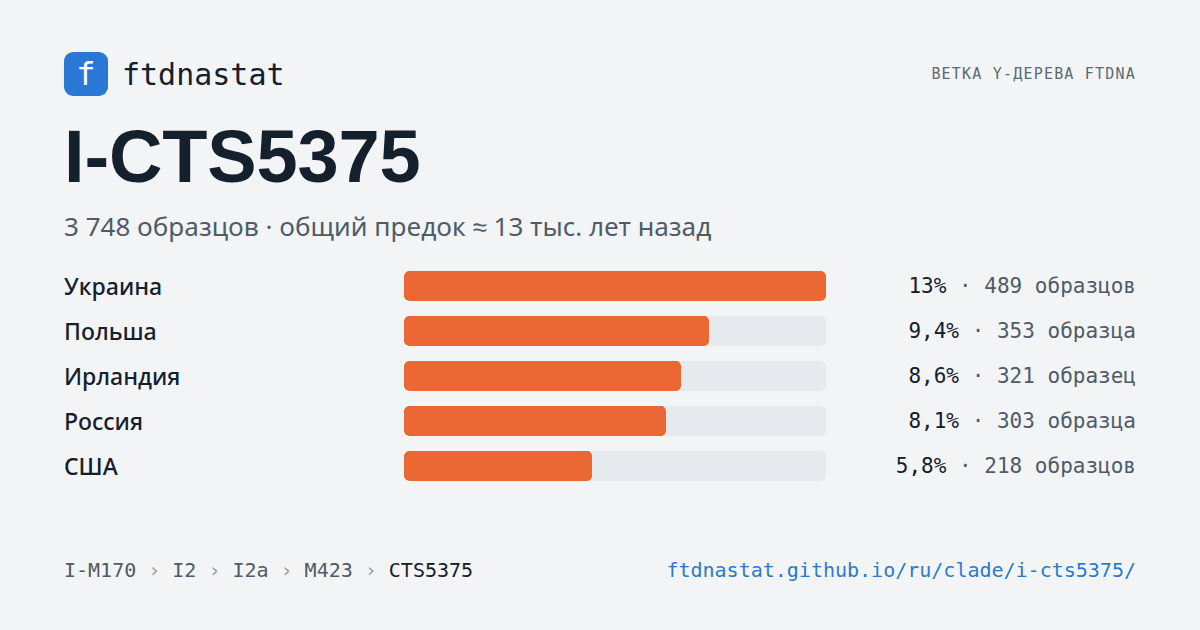 f ftdnastat
ВЕТКА Y-ДЕРЕВА FTDNA
I-CTS5375
3 748 образцов · общий предок ≈ 13 тыс. лет назад
Украина 13% · 489 образцов
Польша 9,4% · 353 образца
Ирландия 8,6% · 321 образец
Россия 8,1% · 303 образца
США 5,8% · 218 образцов
I-M170 › I2 › I2a › M423 › CTS5375
ftdnastat.github.io/ru/clade/i-cts5375/